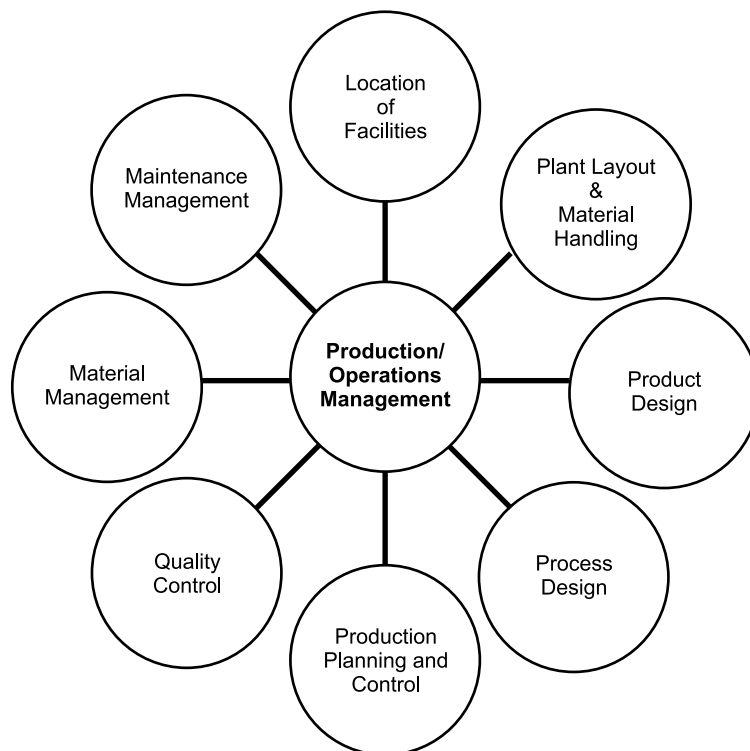 Location
of
Facilities
Plant Layout
&
Material
Handling
Product
Design
Process
Design
Production
Planning and
Control
Quality
Control
Material
Management
Maintenance
Management
Production/
Operations
Management